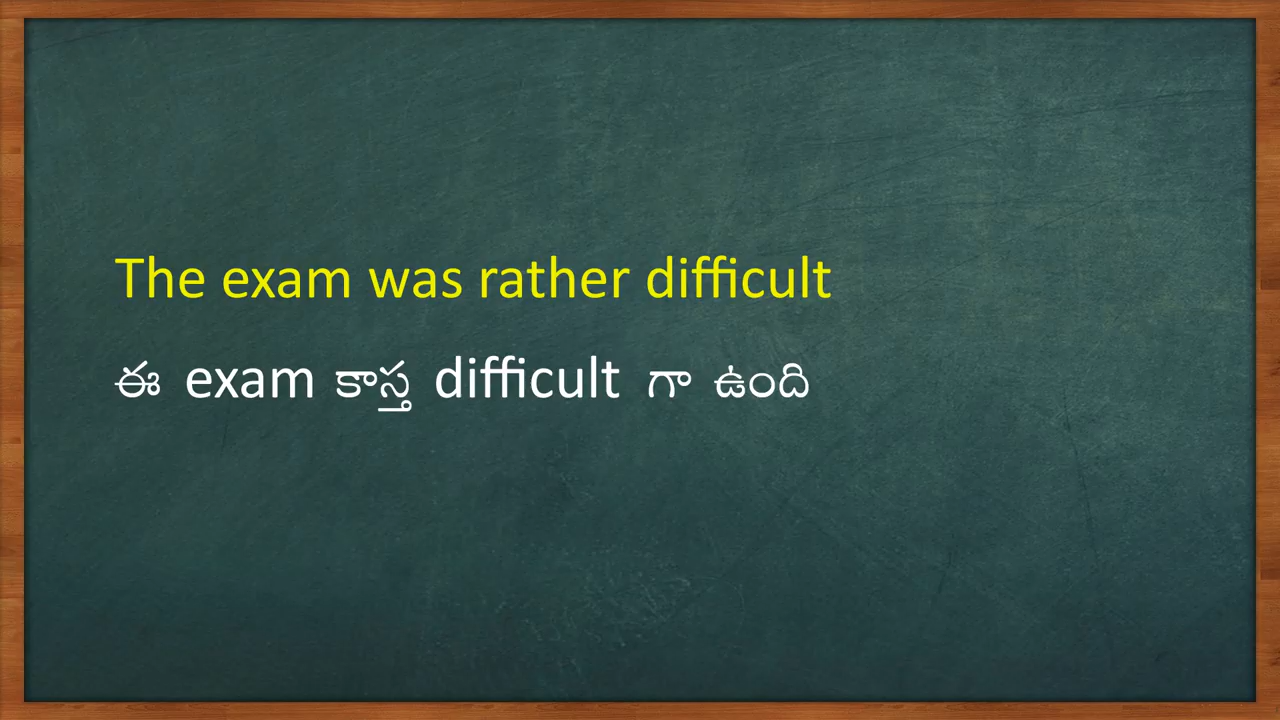 The exam was rather difficult
ఈ exam కాస్త difficult గా ఉంది